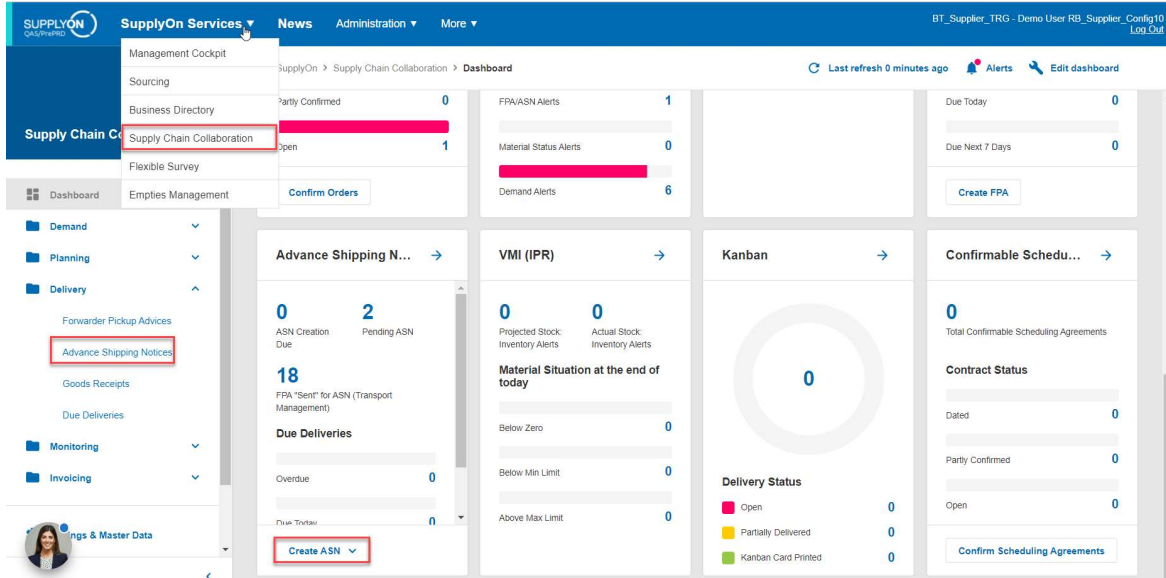 SUPPLYON
QAS/PrePRD
SupplyOn Services ▾
News
Administration ▾
More ▾
BT_Supplier_TRG - Demo User RB_Supplier_Config10
Log Out
Management Cockpit
Sourcing
Business Directory
Supply Chain Collaboration
Flexible Survey
Empties Management
SupplyOn > Supply Chain Collaboration > Dashboard
Last refresh 0 minutes ago
Alerts
Edit dashboard
Supply Chain
Dashboard
Demand
Planning
Delivery
Forwarder Pickup Advices
Advance Shipping Notices
Goods Receipts
Due Deliveries
Monitoring
Invoicing
ngs & Master Data
Partly Confirmed 0
Open 1
Confirm Orders
FPA/ASN Alerts 1
Material Status Alerts 0
Demand Alerts 6
Due Today 0
Due Next 7 Days 0
Create FPA
Advance Shipping N... →
0 2
ASN Creation Pending ASN
Due
18
FPA "Sent" for ASN (Transport
Management)
Due Deliveries
Overdue 0
Due Today 0
Create ASN
VMI (IPR) →
0 0
Projected Stock: Actual Stock:
Inventory Alerts Inventory Alerts
Material Situation at the end of
today
Below Zero 0
Below Min Limit 0
Above Max Limit 0
Kanban →
0
Delivery Status
Open 0
Partially Delivered 0
Kanban Card Printed 0
Confirmable Schedu... →
0
Total Confirmable Scheduling Agreements
Contract Status
Dated 0
Partly Confirmed 0
Open 0
Confirm Scheduling Agreements